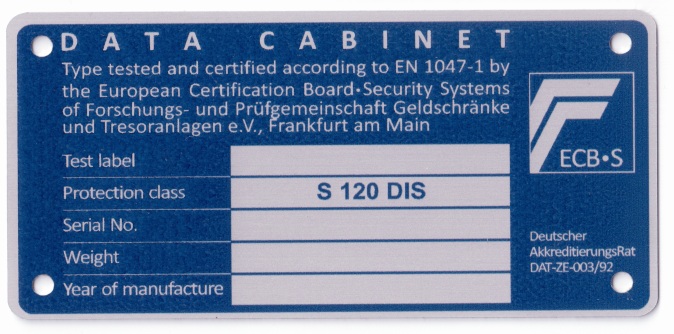 DATA CABINET
Type tested and certified according to EN 1047-1 by
the European Certification Board•Security Systems
of Forschungs- und Prüfgemeinschaft Geldschränke
und Tresoranlagen e.V., Frankfurt am Main
ECB•S
Test label
Protection class S 120 DIS
Serial No.
Weight
Year of manufacture
Deutscher
AkkreditierungsRat
DAT-ZE-003/92